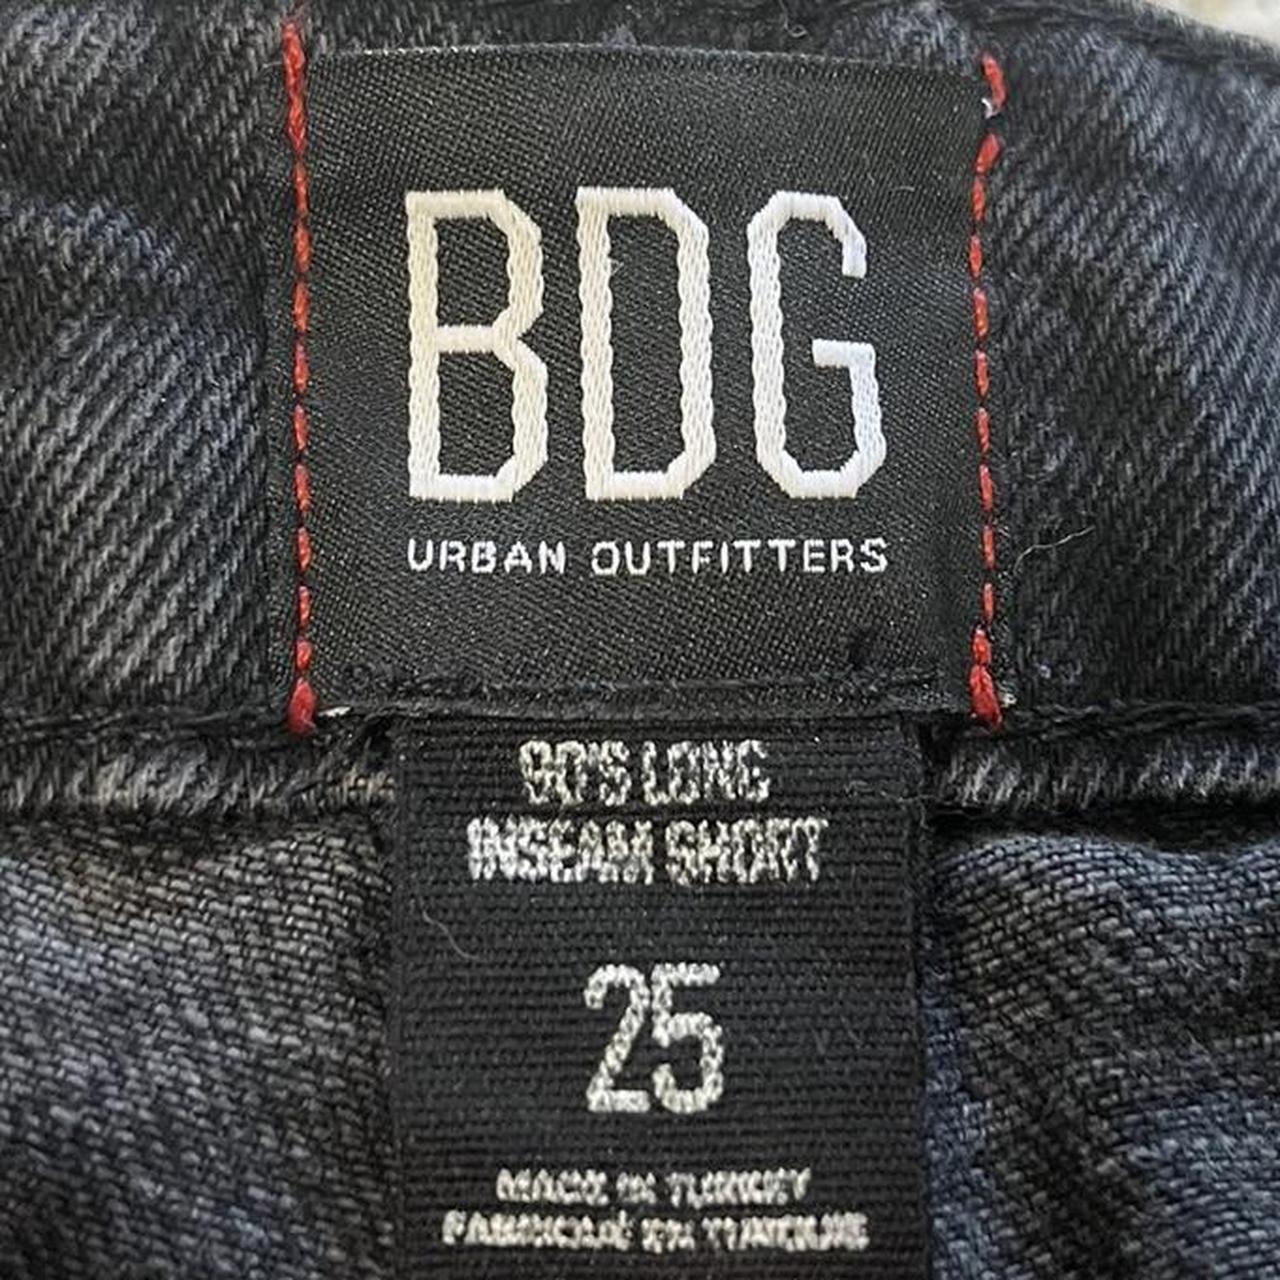 BDG
URBAN OUTFITTERS
90'S LONG
INSEAM SHORT
25
MADE IN TURKEY
FABRIQUÉ EN TURQUIE